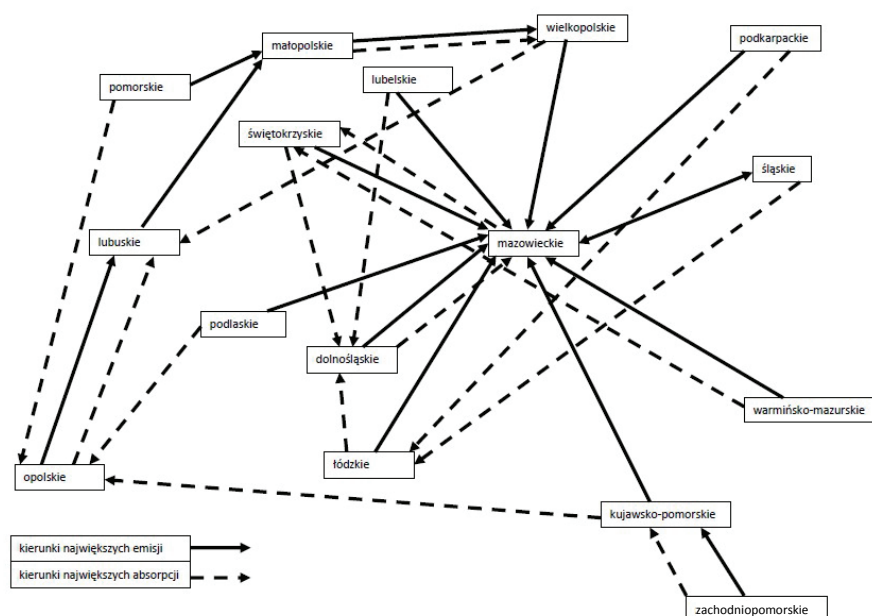 wielkopolskie
podkarpackie
małopolskie
lubelskie
pomorskie
świętokrzyskie
śląskie
lubuskie
mazowieckie
podlaskie
dolnośląskie
warmińsko-mazurskie
łódzkie
opolskie
kujawsko-pomorskie
kierunki największych emisji
kierunki największych absorpcji
zachodniopomorskie